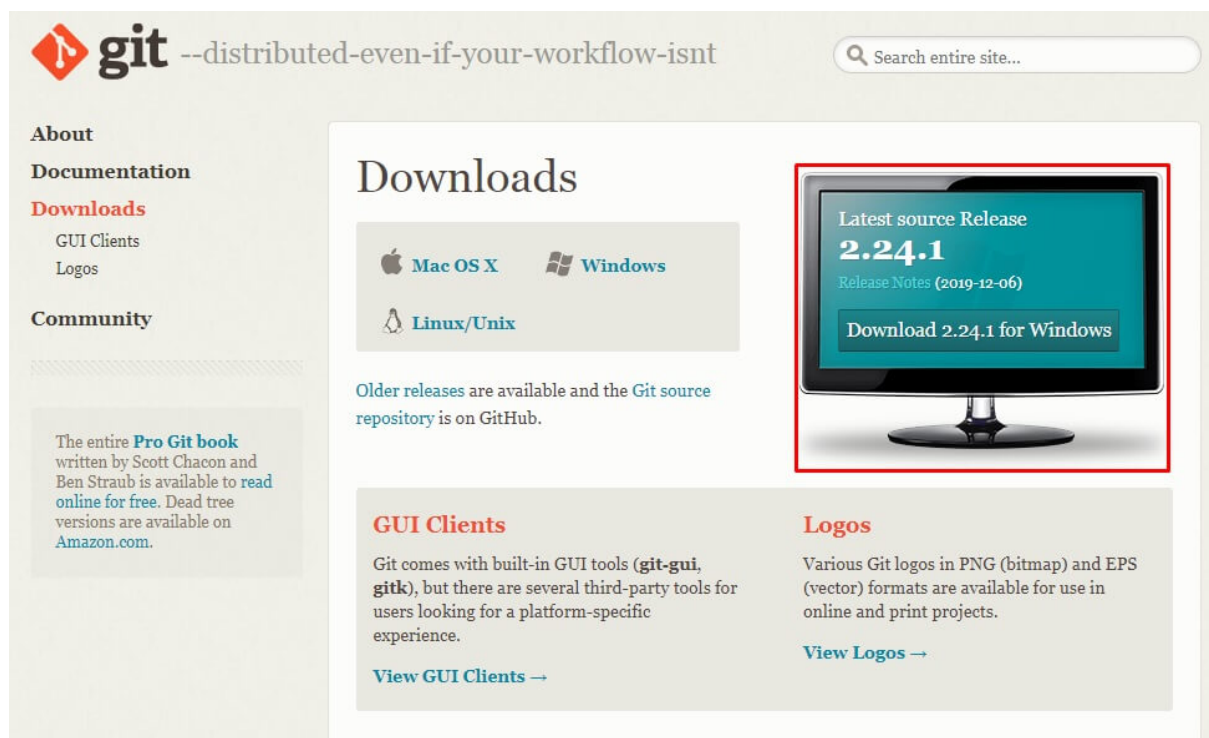 git --distributed-even-if-your-workflow-isnt
Search entire site...
About
Documentation
Downloads
GUI Clients
Logos
Community
The entire Pro Git book
written by Scott Chacon and
Ben Straub is available to read
online for free. Dead tree
versions are available on
Amazon.com.
Downloads
Mac OS X
Windows
Linux/Unix
Older releases are available and the Git source
repository is on GitHub.
Latest source Release
2.24.1
Release Notes (2019-12-06)
Download 2.24.1 for Windows
GUI Clients
Git comes with built-in GUI tools (git-gui,
gitk), but there are several third-party tools for
users looking for a platform-specific
experience.
View GUI Clients →
Logos
Various Git logos in PNG (bitmap) and EPS
(vector) formats are available for use in
online and print projects.
View Logos →